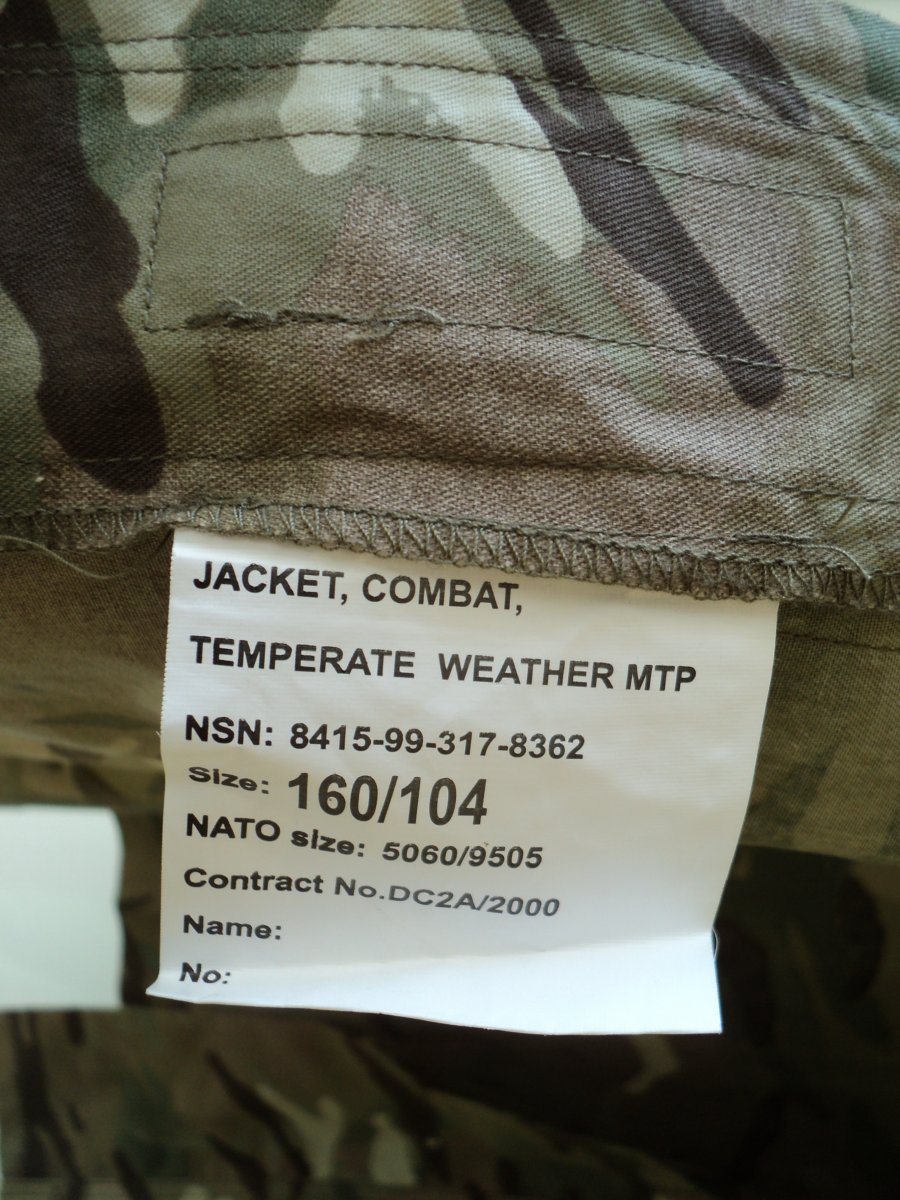 JACKET, COMBAT,
TEMPERATE WEATHER MTP
NSN: 8415-99-317-8362
Size: 160/104
NATO size: 5060/9505
Contract No.DC2A/2000
Name:
No: